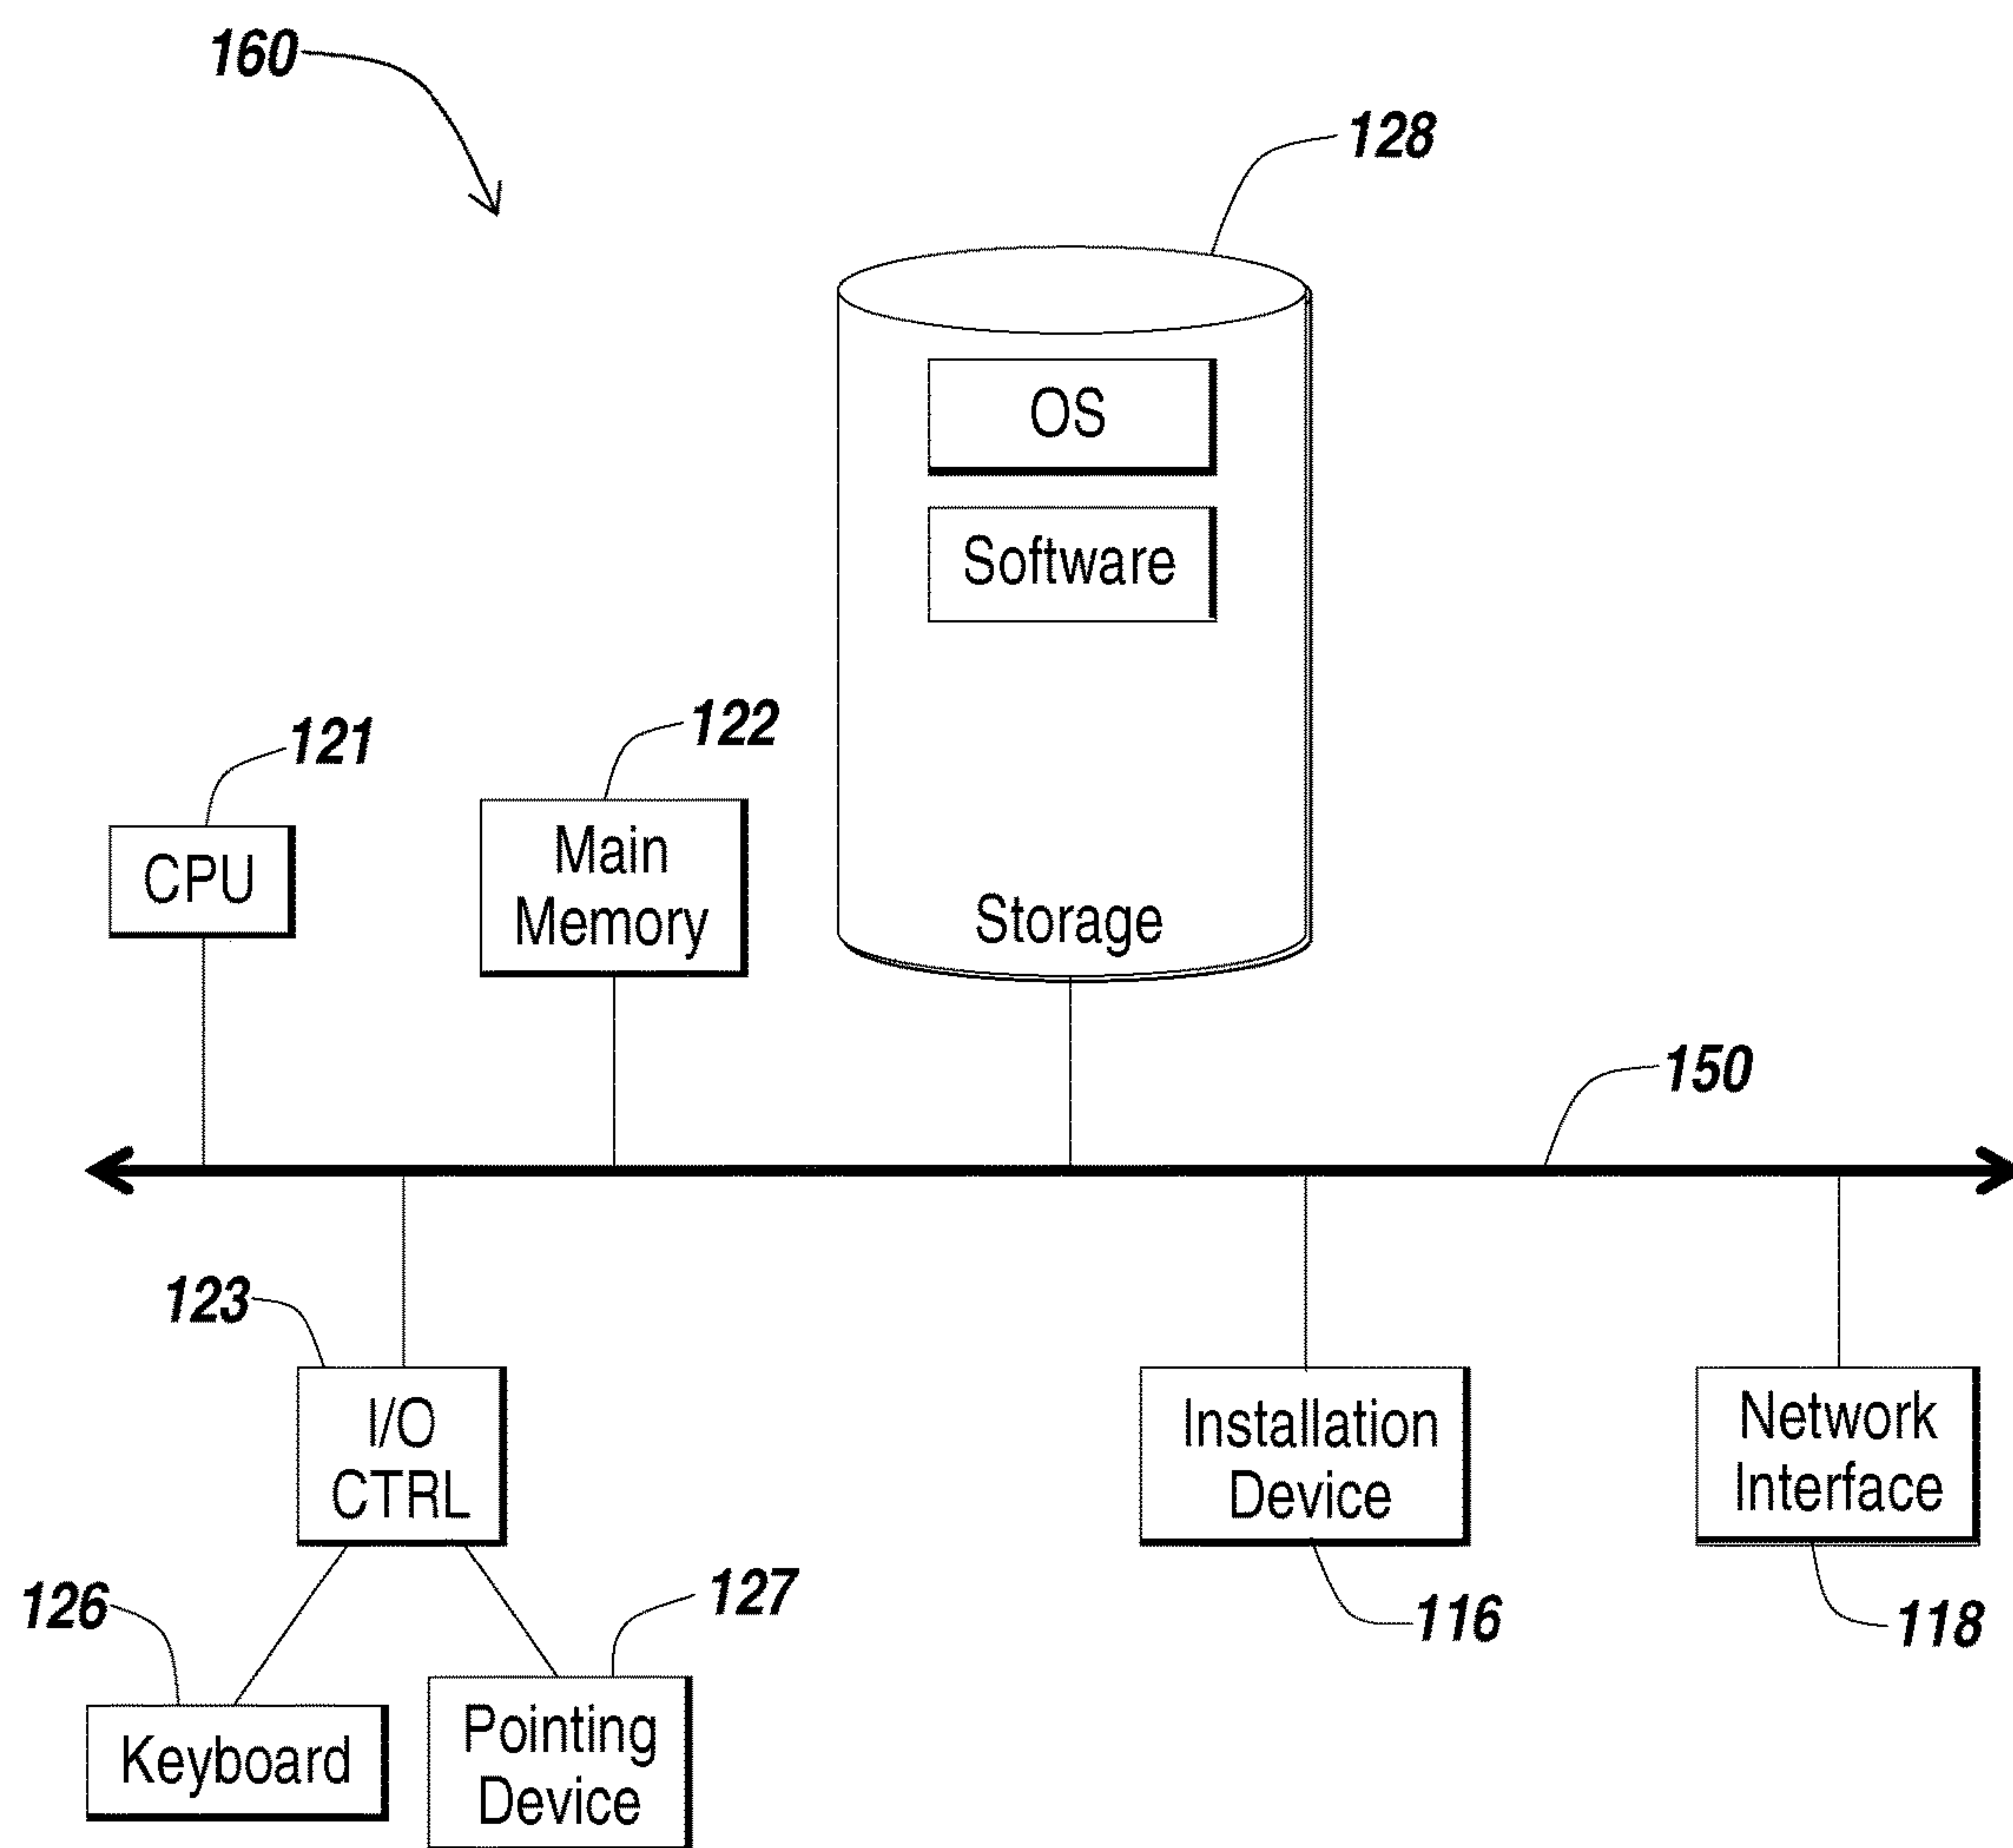 160
128
OS
Software
121
122
CPU
Main
Memory
Storage
150
123
I/O
CTRL
Installation
Device
Network
Interface
126
127
116
118
Keyboard
Pointing
Device